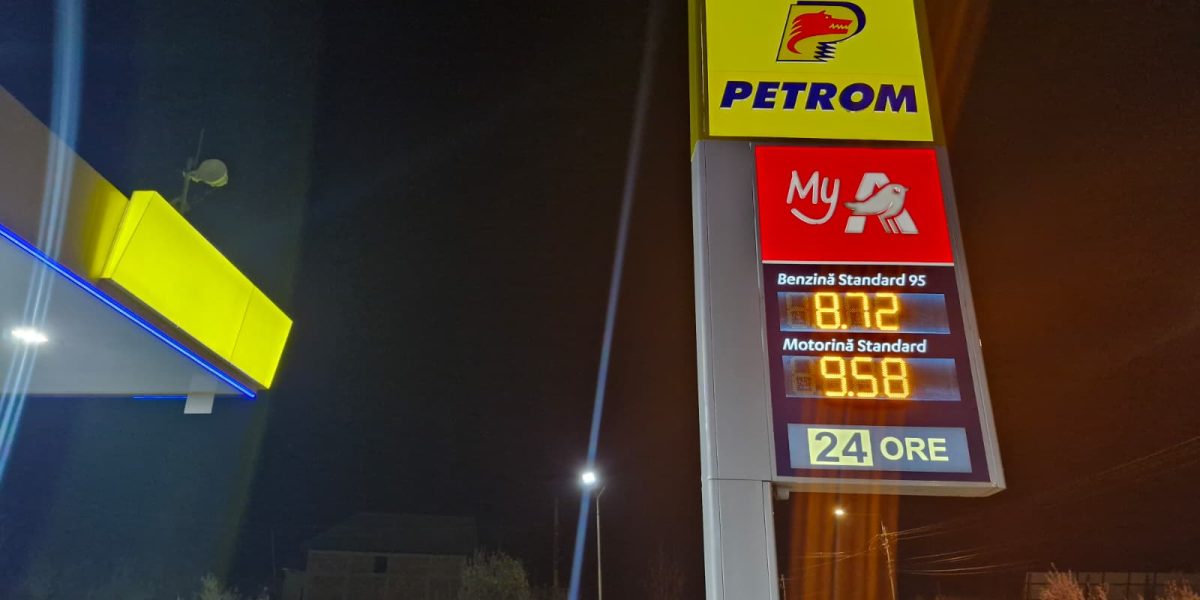 PETROM
My A
Benzină Standard 95
8.72
Motorină Standard
9.58
24 ORE